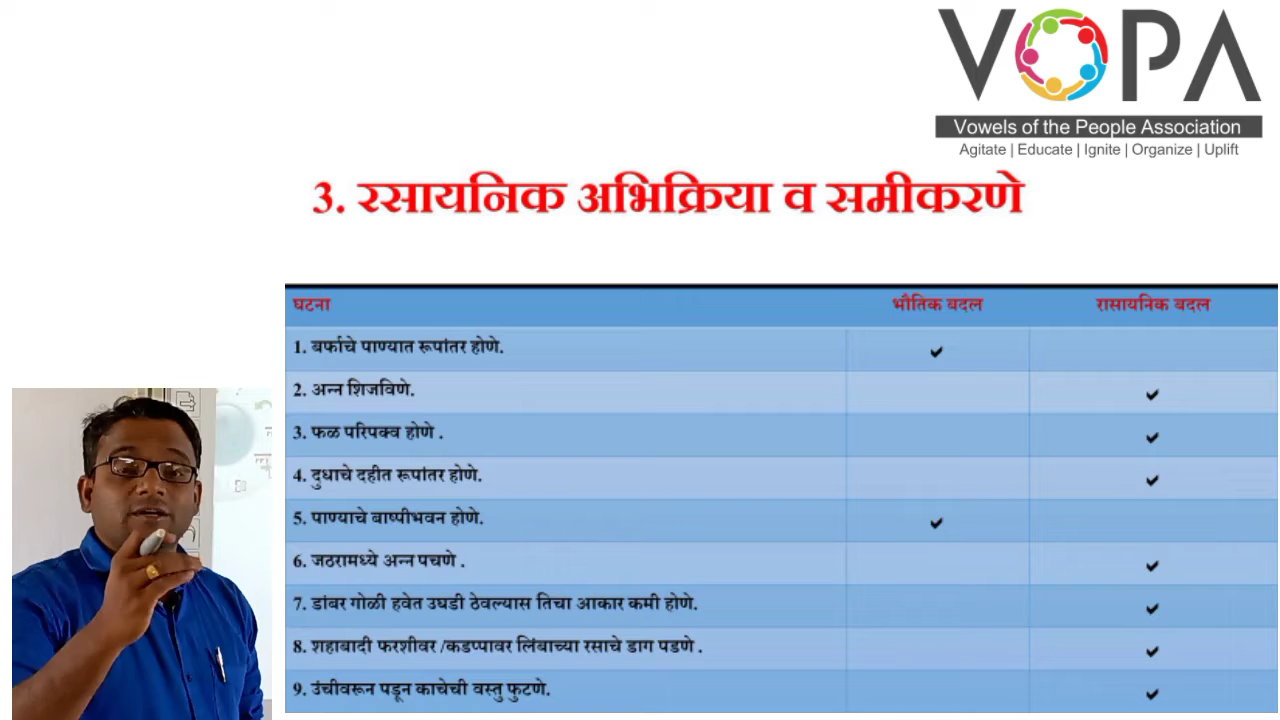 VOPA
Vowels of the People Association
Agitate | Educate | Ignite | Organize | Uplift
3. रसायनिक अभिक्रिया व समीकरणे
घटना भौतिक बदल रासायनिक बदल
1. बर्फाचे पाण्यात रूपांतर होणे. ✓
2. अन्न शिजविणे. ✓
3. फळ परिपक्व होणे . ✓
4. दुधाचे दहीत रूपांतर होणे. ✓
5. पाण्याचे बाष्पीभवन होणे. ✓
6. जठरामध्ये अन्न पचणे . ✓
7. डांबर गोळी हवेत उघडी ठेवल्यास तिचा आकार कमी होणे. ✓
8. शहाबादी फरशीवर /कडप्पावर लिंबाच्या रसाचे डाग पडणे . ✓
9. उंचीवरून पडून काचेची वस्तु फुटणे. ✓